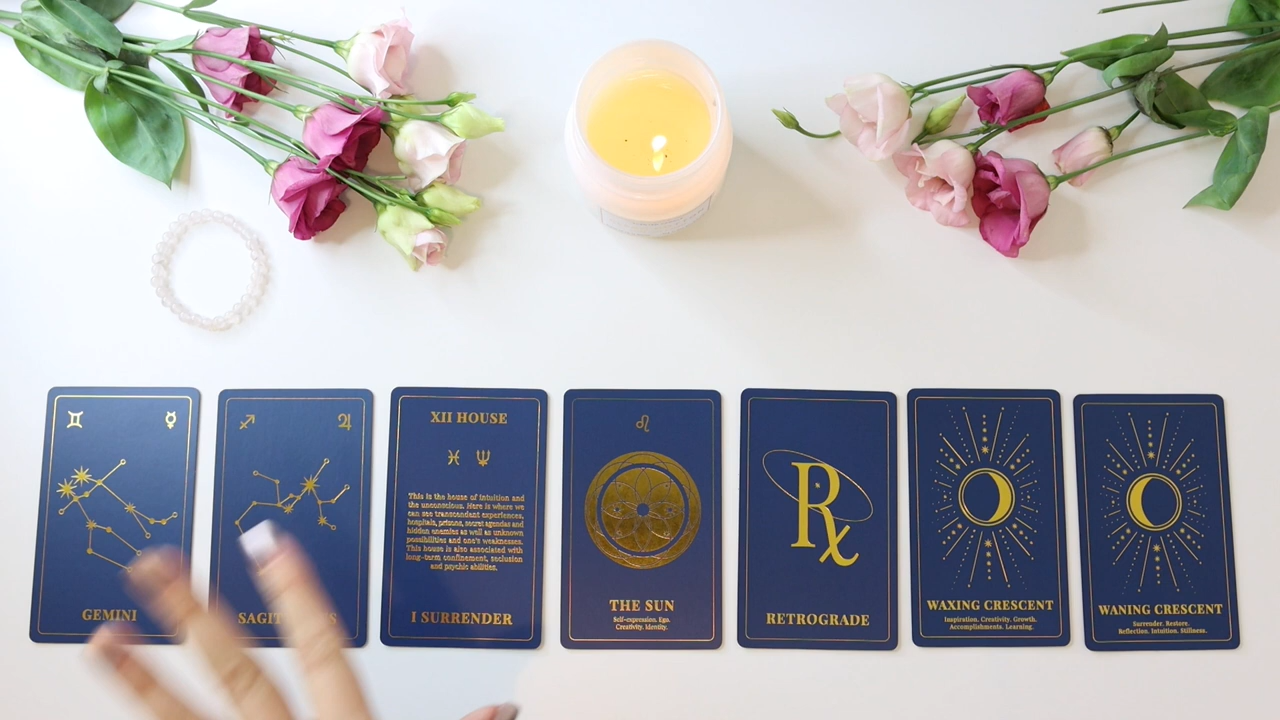 GEMINI
SAGIT
XII HOUSE
This is the house of intuition and
the unconscious. Here is where we
can see transcendant experiences,
hospitals, prisons, secret agendas and
hidden enemies as well as unknown
possibilities and one's weaknesses.
This house is also associated with
long-term confinement, seclusion
and psychic abilities.
I SURRENDER
THE SUN
Self-expression. Ego.
Creativity. Identity.
Rx
RETROGRADE
WAXING CRESCENT
Inspiration. Creativity. Growth.
Accomplishments. Learning.
WANING CRESCENT
Surrender. Restore.
Reflection. Intuition. Stillness.